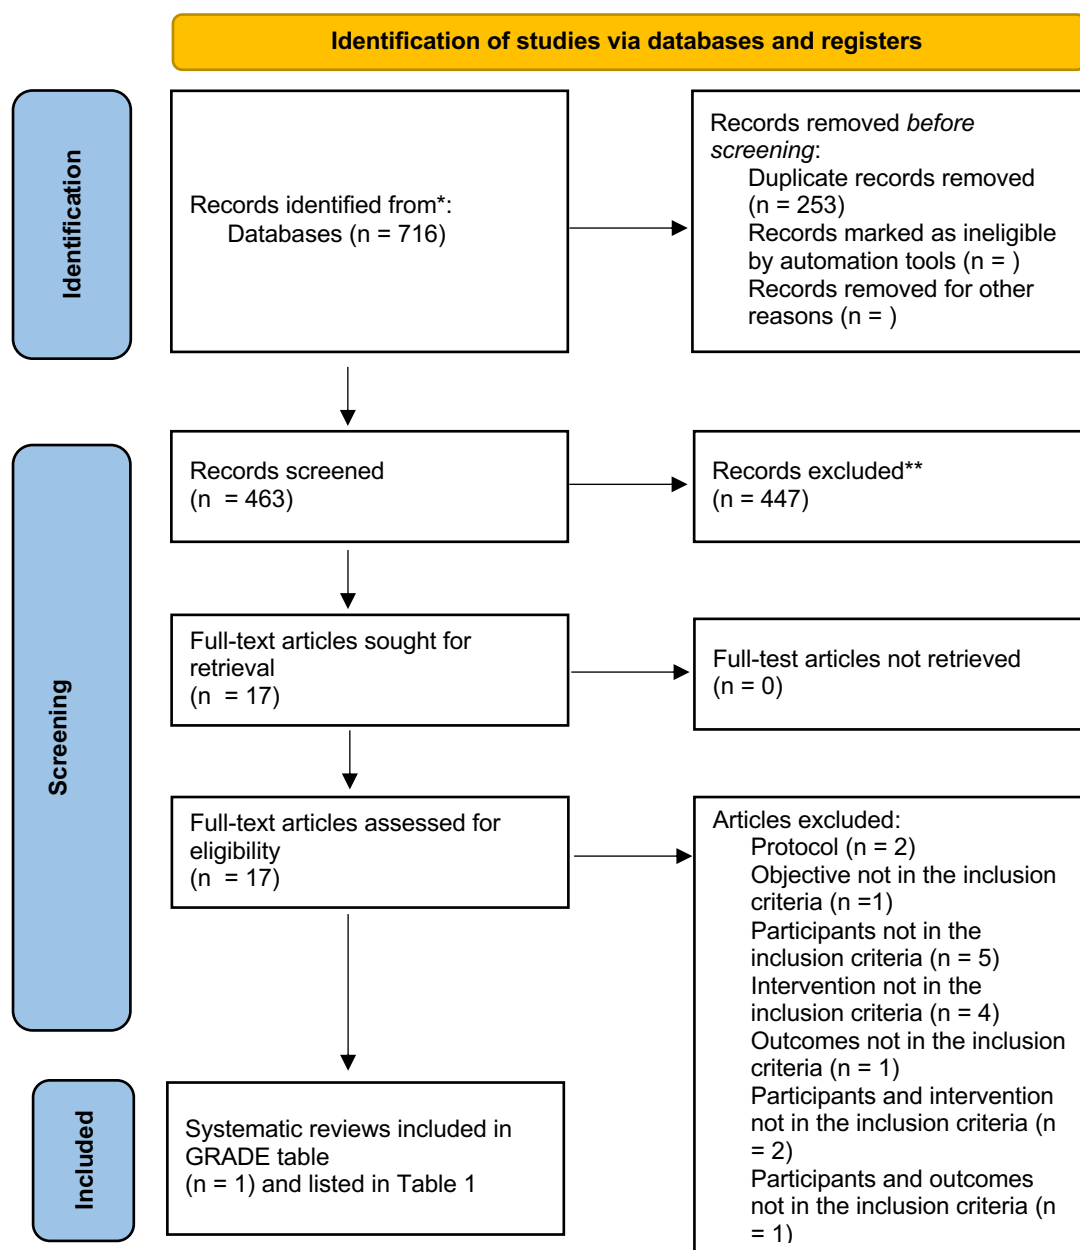 Identification of studies via databases and registers
Identification
Records identified from*:
Databases (n = 716)
Records removed before
screening:
Duplicate records removed
(n = 253)
Records marked as ineligible
by automation tools (n = )
Records removed for other
reasons (n = )
Screening
Records screened
(n = 463)
Records excluded**
(n = 447)
Full-text articles sought for
retrieval
(n = 17)
Full-test articles not retrieved
(n = 0)
Full-text articles assessed for
eligibility
(n = 17)
Articles excluded:
Protocol (n = 2)
Objective not in the inclusion
criteria (n =1)
Participants not in the
inclusion criteria (n = 5)
Intervention not in the
inclusion criteria (n = 4)
Outcomes not in the inclusion
criteria (n = 1)
Participants and intervention
not in the inclusion criteria (n
= 2)
Participants and outcomes
not in the inclusion criteria (n
= 1)
Included
Systematic reviews included in
GRADE table
(n = 1) and listed in Table 1